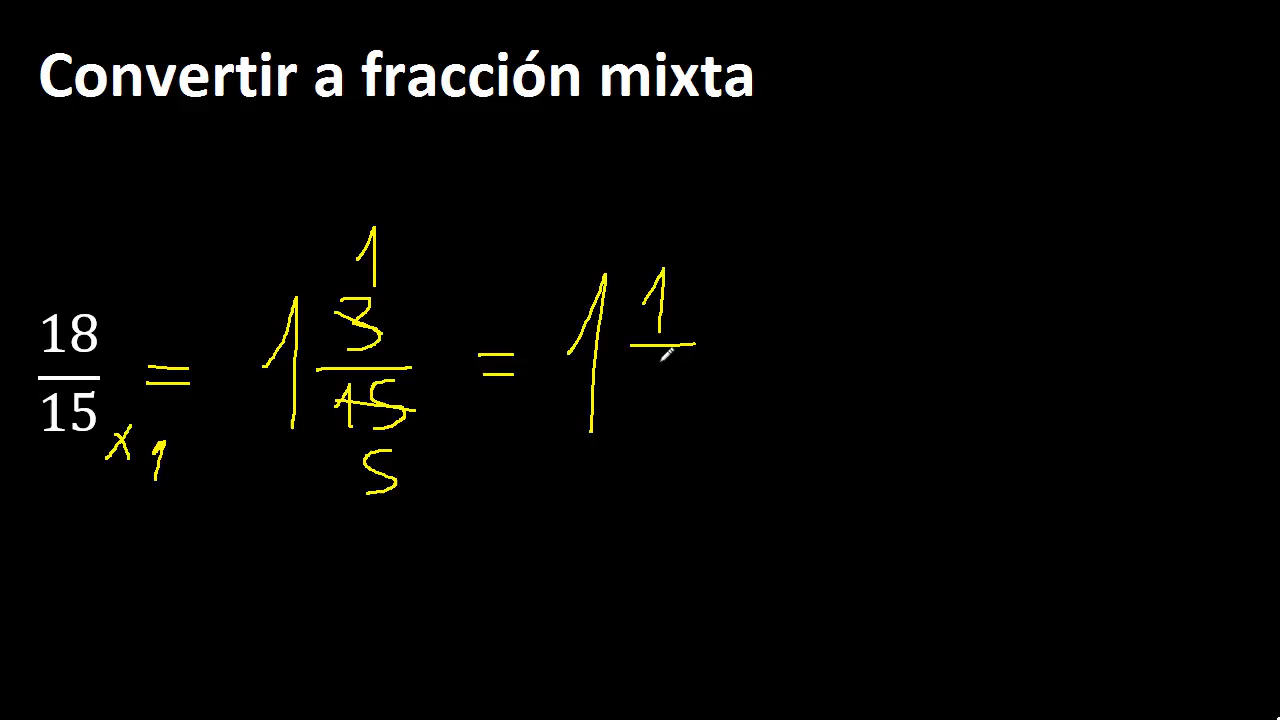 Convertir a fracción mixta
1
18/15 = 1 3/15 = 1 1/
x 1
5